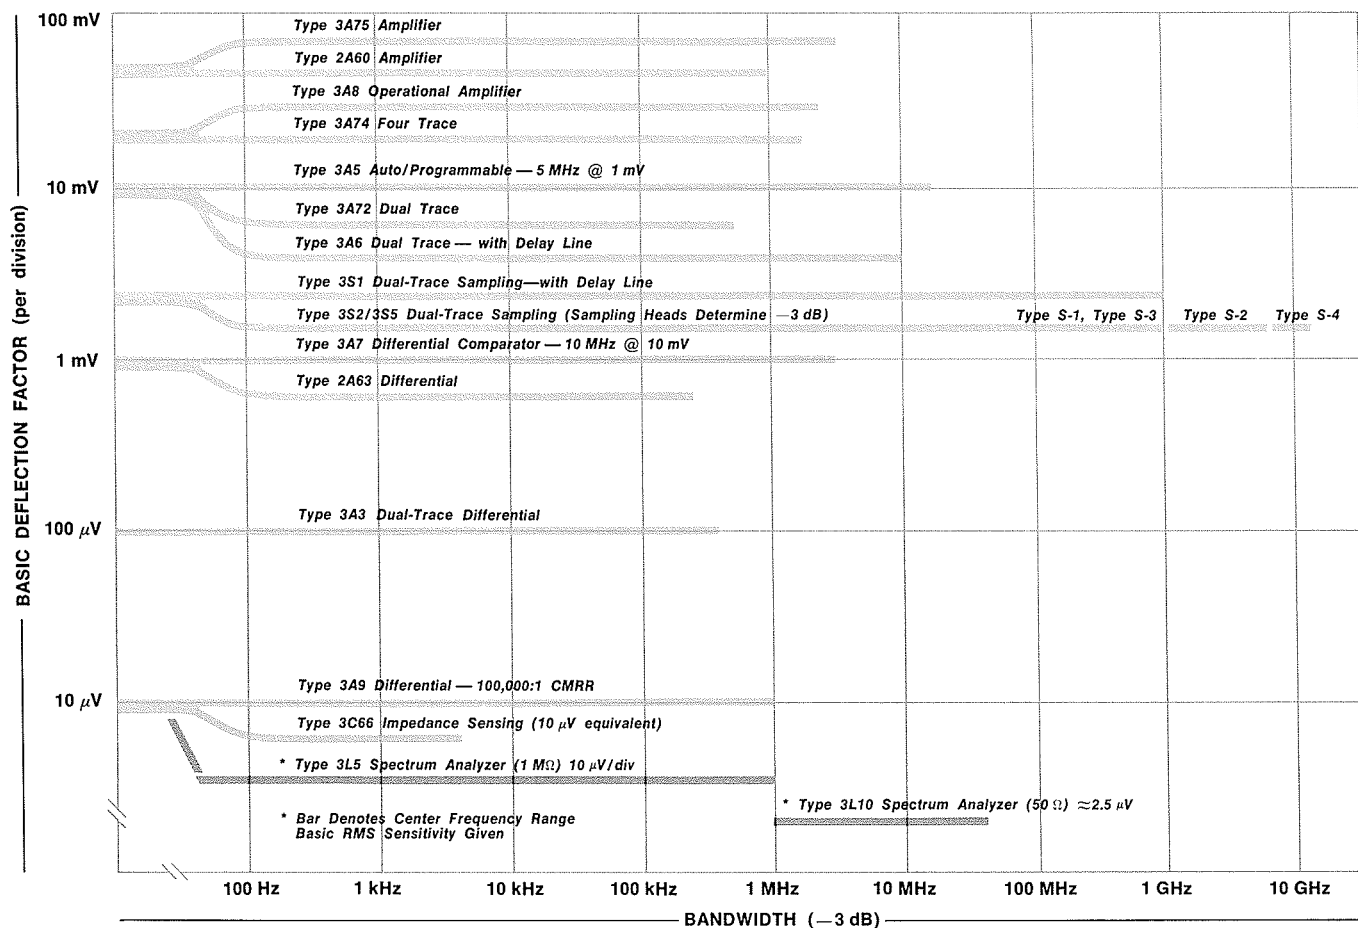 BASIC DEFLECTION FACTOR (per division)
100 mV
10 mV
1 mV
100 μV
10 μV
Type 3A75 Amplifier
Type 2A60 Amplifier
Type 3A8 Operational Amplifier
Type 3A74 Four Trace
Type 3A5 Auto/Programmable — 5 MHz @ 1 mV
Type 3A72 Dual Trace
Type 3A6 Dual Trace — with Delay Line
Type 3S1 Dual-Trace Sampling—with Delay Line
Type 3S2/3S5 Dual-Trace Sampling (Sampling Heads Determine —3 dB) Type S-1, Type S-3 Type S-2 Type S-4
Type 3A7 Differential Comparator — 10 MHz @ 10 mV
Type 2A63 Differential
Type 3A3 Dual-Trace Differential
Type 3A9 Differential — 100,000:1 CMRR
Type 3C66 Impedance Sensing (10 μV equivalent)
* Type 3L5 Spectrum Analyzer (1 MΩ) 10 μV/div
* Type 3L10 Spectrum Analyzer (50 Ω) ≈2.5 μV
* Bar Denotes Center Frequency Range
Basic RMS Sensitivity Given
100 Hz 1 kHz 10 kHz 100 kHz 1 MHz 10 MHz 100 MHz 1 GHz 10 GHz
BANDWIDTH (—3 dB)